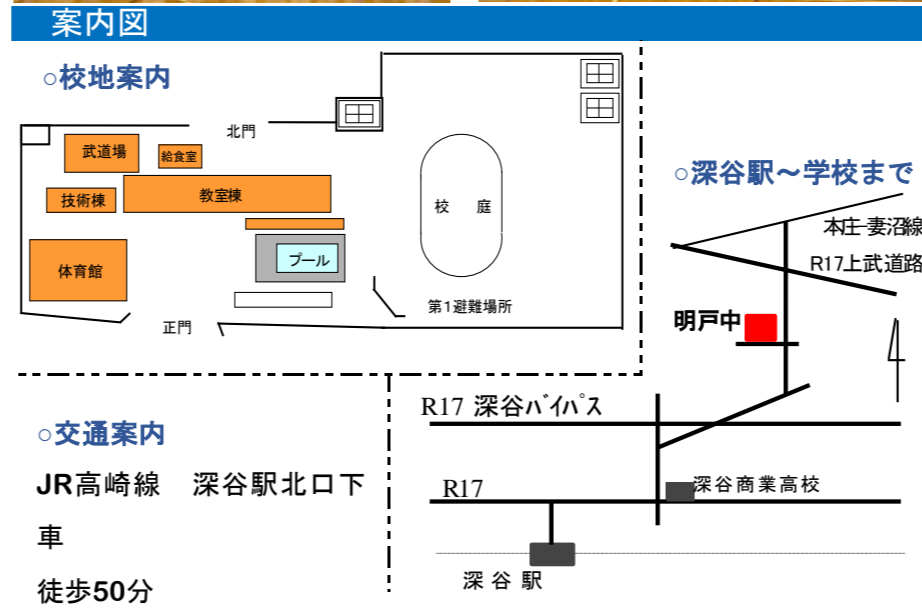 案内図
○校地案内
北門
武道場
給食室
技術棟
教室棟
校 庭
プール
体育館
第1避難場所
正門
○深谷駅～学校まで
本庄-妻沼線
R17上武道路
明戸中
R17 深谷ﾊﾞｲﾊﾟｽ
R17
深谷商業高校
深谷駅
○交通案内
JR高崎線　深谷駅北口下
車
徒歩50分